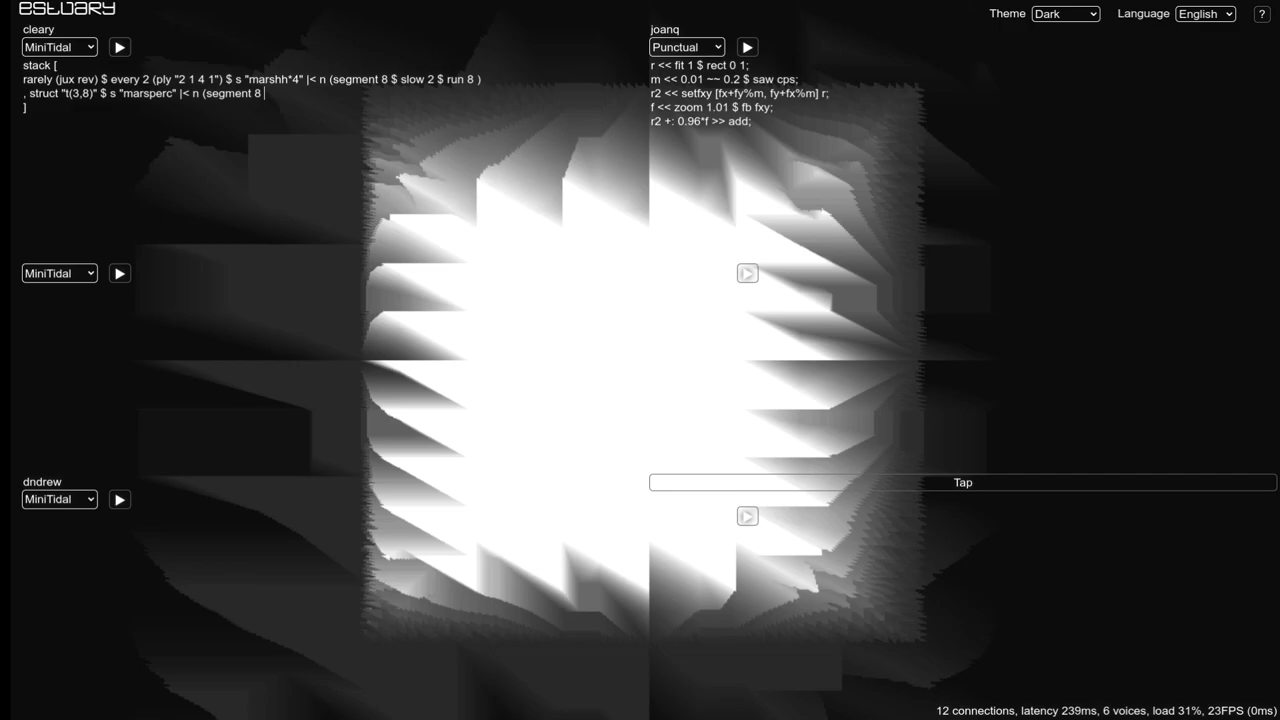 estuary
Theme Dark Language English ?
cleary
MiniTidal
stack [
rarely (jux rev) $ every 2 (ply "2 1 4 1") $ s "marshh*4" |< n (segment 8 $ slow 2 $ run 8 )
, struct "t(3,8)" $ s "marsperc" |< n (segment 8
]
joanq
Punctual
r << fit 1 $ rect 0 1;
m << 0.01 ~~ 0.2 $ saw cps;
r2 << setfxy [fx+fy%m, fy+fx%m] r;
f << zoom 1.01 $ fb fxy;
r2 +: 0.96*f >> add;
MiniTidal
dndrew
MiniTidal
Tap
12 connections, latency 239ms, 6 voices, load 31%, 23FPS (0ms)